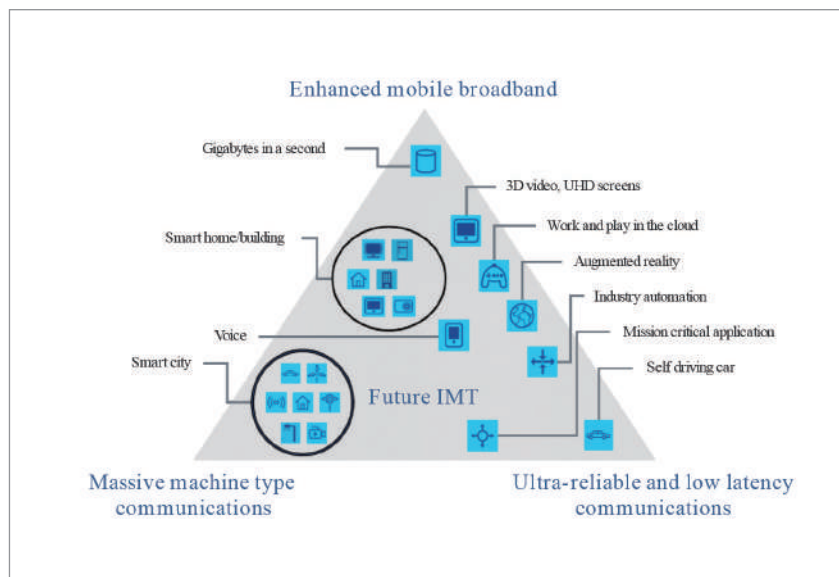 Enhanced mobile broadband
Gigabytes in a second
3D video, UHD screens
Smart home/building
Work and play in the cloud
Augmented reality
Industry automation
Voice
Mission critical application
Smart city
Self driving car
Future IMT
Massive machine type
communications
Ultra-reliable and low latency
communications